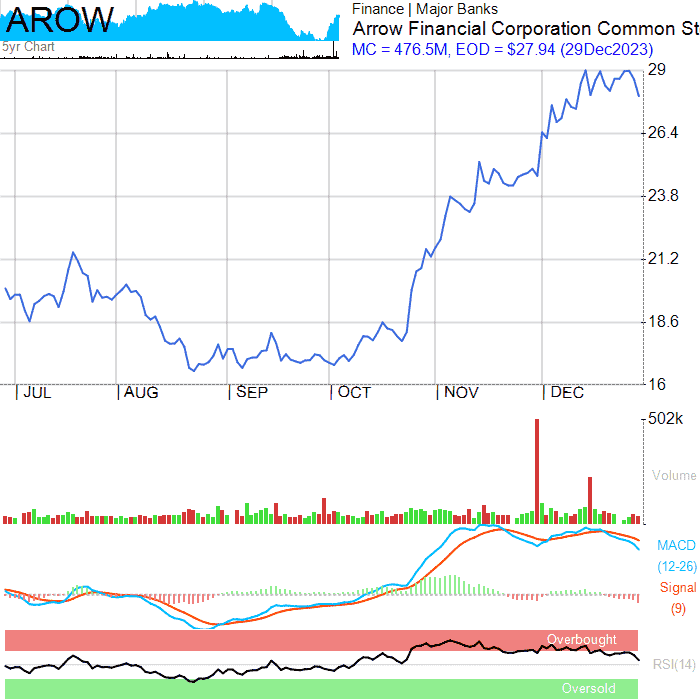 AROW
5yr Chart
Finance | Major Banks
Arrow Financial Corporation Common St
MC = 476.5M, EOD = $27.94 (29Dec2023)
29
26.4
23.8
21.2
18.6
16
JUL
AUG
SEP
OCT
NOV
DEC
502k
Volume
MACD
(12-26)
Signal
(9)
Overbought
RSI(14)
Oversold